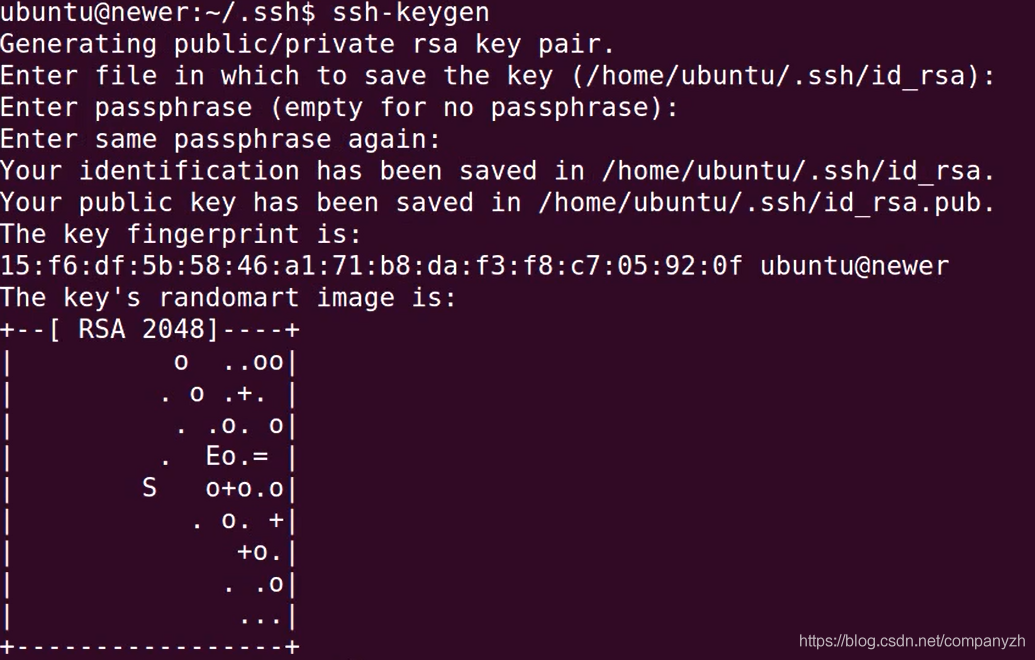 ubuntu@newer:~/.ssh$ ssh-keygen
Generating public/private rsa key pair.
Enter file in which to save the key (/home/ubuntu/.ssh/id_rsa):
Enter passphrase (empty for no passphrase):
Enter same passphrase again:
Your identification has been saved in /home/ubuntu/.ssh/id_rsa.
Your public key has been saved in /home/ubuntu/.ssh/id_rsa.pub.
The key fingerprint is:
15:f6:df:5b:58:46:a1:71:b8:da:f3:f8:c7:05:92:0f ubuntu@newer
The key's randomart image is:
+--[ RSA 2048]----+
|          o  ..oo|
|         . o .+. |
|          . .o. o|
|         .  Eo.= |
|        S   o+o.o|
|           . o. +|
|              +o.|
|             . .o|
|              ...|
+-----------------+
https://blog.csdn.net/companyzh